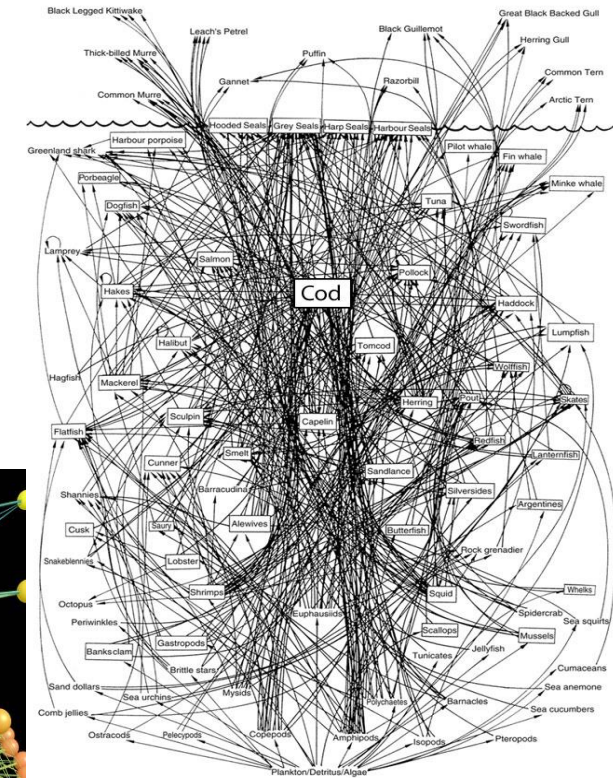 Black Legged Kittiwake
Leach's Petrel
Black Guillemot
Great Black Backed Gull
Thick-billed Murre
Puffin
Herring Gull
Gannet
Razorbill
Common Tern
Common Murre
Arctic Tern
Hooded Seals
Grey Seals
Harp Seals
Harbour Seals
Harbour porpoise
Pilot whale
Greenland shark
Fin whale
Porbeagle
Minke whale
Dogfish
Tuna
Swordfish
Lamprey
Salmon
Pollock
Hakes
Cod
Haddock
Halibut
Tomcod
Lumpfish
Hagfish
Wolffish
Mackerel
Sculpin
Capelin
Herring
Pout
Skates
Flatfish
Redfish
Smelt
Lanternfish
Cunner
Sandlance
Shannies
Barracudina
Silversides
Argentines
Cusk
Saury
Alewives
Butterfish
Snakeblennies
Lobster
Rock grenadier
Shrimps
Squid
Whelks
Octopus
Euphausiids
Spidercrab
Sea squirts
Periwinkles
Scallops
Mussels
Banksclam
Gastropods
Tunicates
Jellyfish
Brittle stars
Cumaceans
Sand dollars
Sea urchins
Mysids
Polychaetes
Barnacles
Sea anemone
Comb jellies
Sea cucumbers
Ostracods
Pelecypods
Copepods
Amphipods
Isopods
Pteropods
Plankton/Detritus/Algae